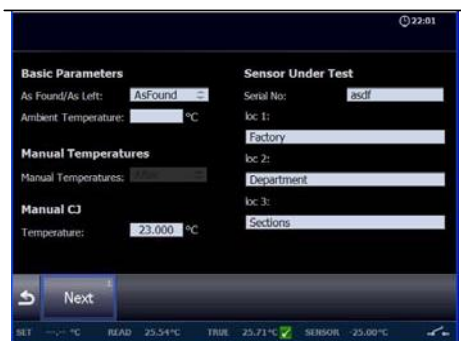 22:01
Basic Parameters
As Found/As Left: AsFound
Ambient Temperature: °C
Manual Temperatures
Manual Temperatures:
Manual CJ
Temperature: 23.000 °C
Sensor Under Test
Serial No: asdf
loc 1:
Factory
loc 2:
Department
loc 3:
Sections
Next
SET --.-- °C READ 25.54°C TRUE 25.71°C SENSOR -25.00°C